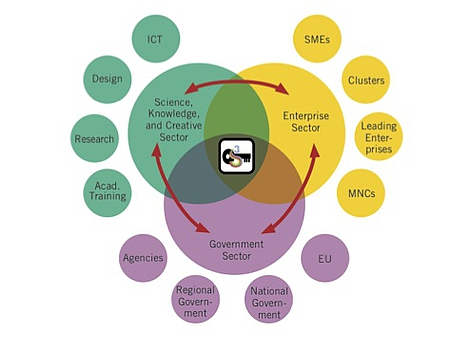 ICT
SMEs
Design
Clusters
Science,
Knowledge,
and Creative
Sector
Enterprise
Sector
Research
Leading
Enter-
prises
Acad.
Training
MNCs
Government
Sector
Agencies
EU
Regional
Govern-
ment
National
Govern-
ment